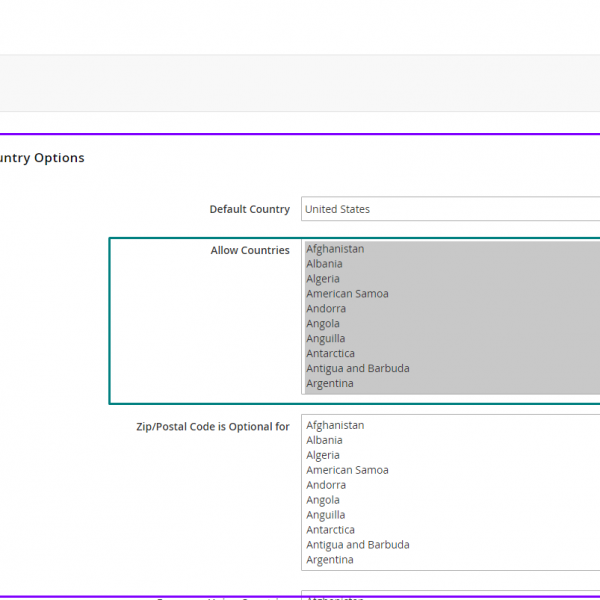 untry Options
Default Country United States
Allow Countries Afghanistan
Albania
Algeria
American Samoa
Andorra
Angola
Anguilla
Antarctica
Antigua and Barbuda
Argentina
Zip/Postal Code is Optional for Afghanistan
Albania
Algeria
American Samoa
Andorra
Angola
Anguilla
Antarctica
Antigua and Barbuda
Argentina